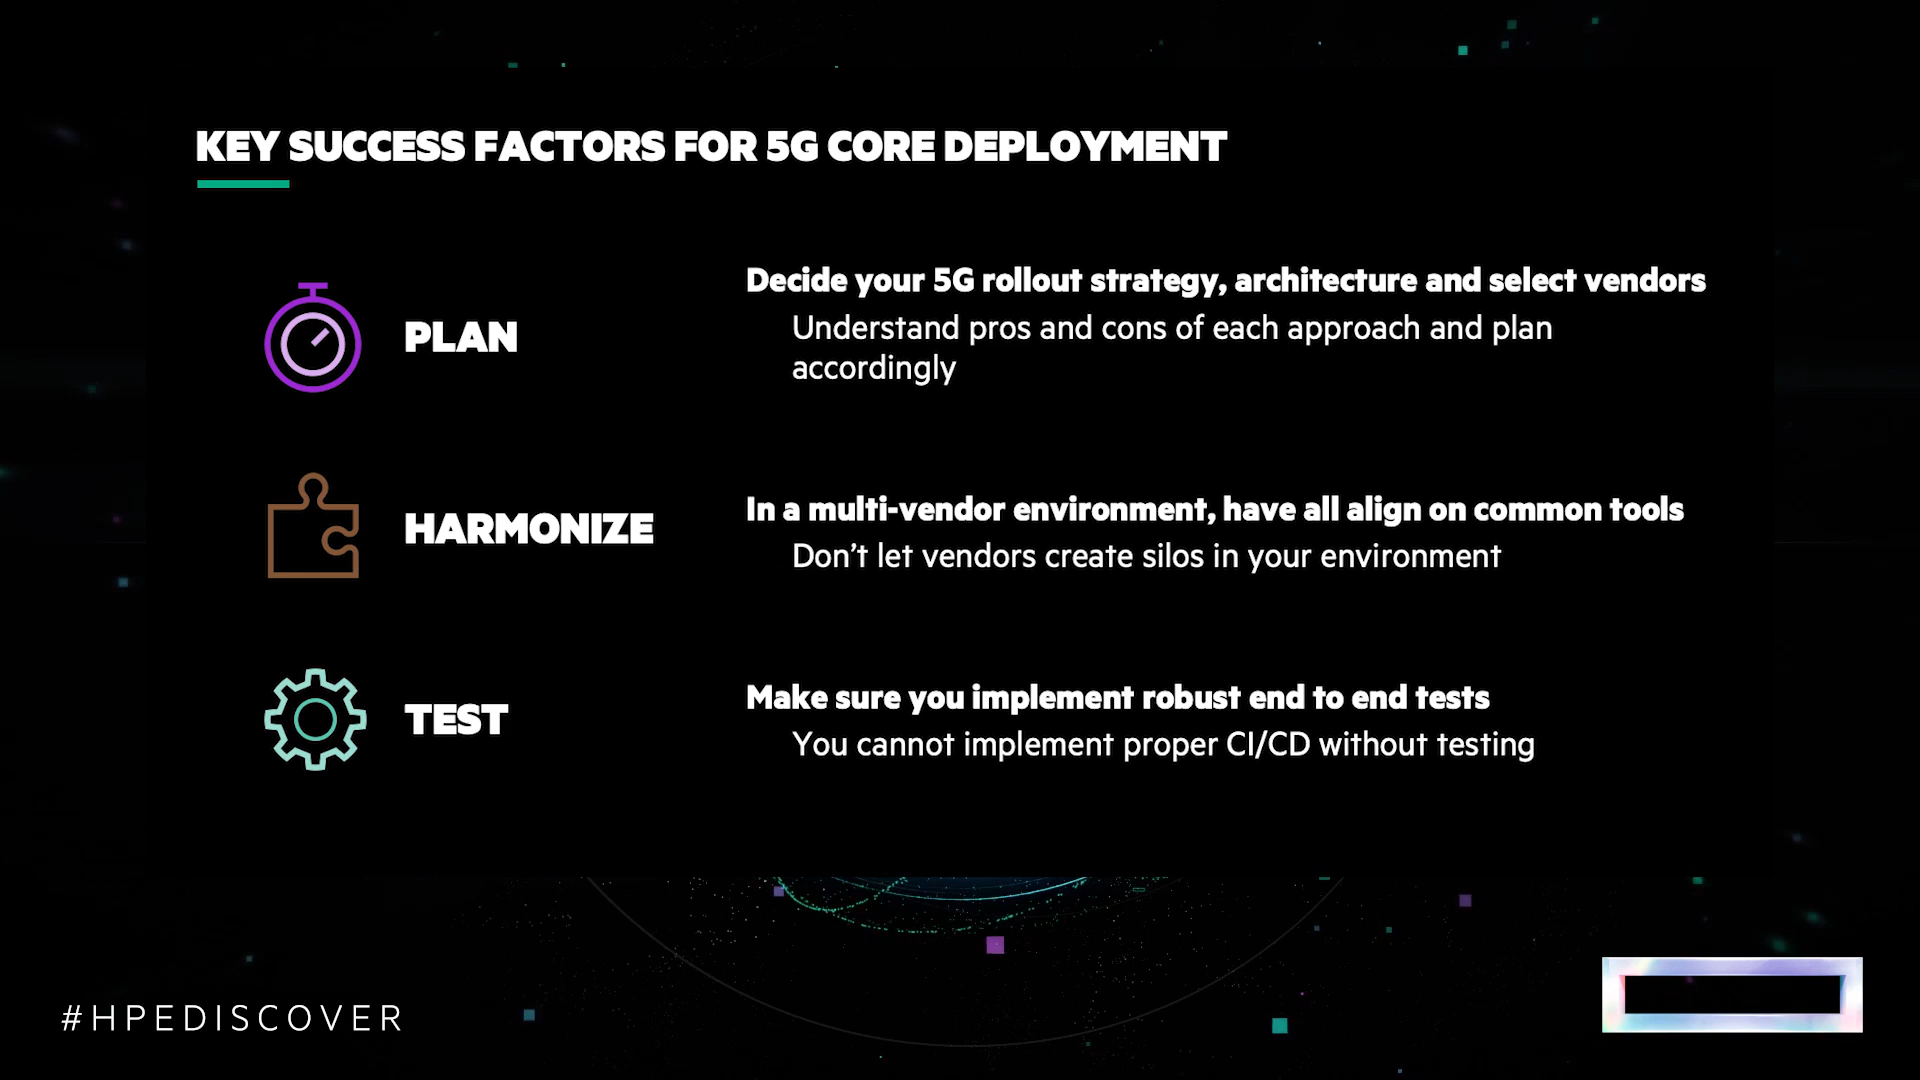 KEY SUCCESS FACTORS FOR 5G CORE DEPLOYMENT
PLAN
Decide your 5G rollout strategy, architecture and select vendors
Understand pros and cons of each approach and plan
accordingly
HARMONIZE
In a multi-vendor environment, have all align on common tools
Don’t let vendors create silos in your environment
TEST
Make sure you implement robust end to end tests
You cannot implement proper CI/CD without testing
#HPEDISCOVER